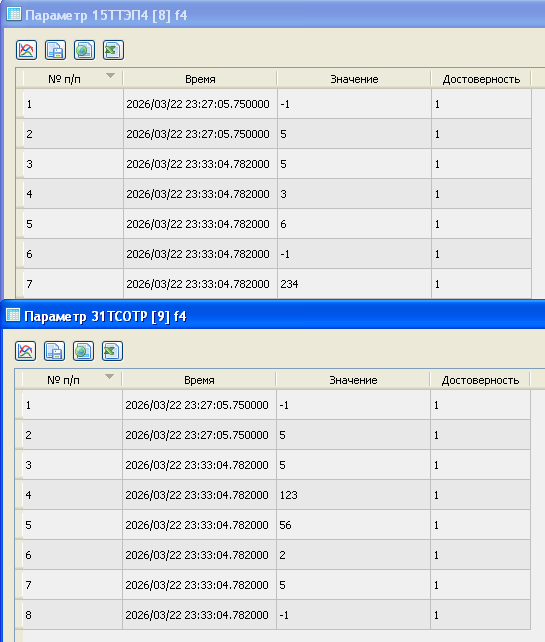 Параметр 15ТТЭП4 [8] f4
№ п/п Время Значение Достоверность
1 2026/03/22 23:27:05.750000 -1 1
2 2026/03/22 23:27:05.750000 5 1
3 2026/03/22 23:33:04.782000 5 1
4 2026/03/22 23:33:04.782000 3 1
5 2026/03/22 23:33:04.782000 6 1
6 2026/03/22 23:33:04.782000 -1 1
7 2026/03/22 23:33:04.782000 234 1
Параметр 31ТСОТР [9] f4
№ п/п Время Значение Достоверность
1 2026/03/22 23:27:05.750000 -1 1
2 2026/03/22 23:27:05.750000 5 1
3 2026/03/22 23:33:04.782000 5 1
4 2026/03/22 23:33:04.782000 123 1
5 2026/03/22 23:33:04.782000 56 1
6 2026/03/22 23:33:04.782000 2 1
7 2026/03/22 23:33:04.782000 5 1
8 2026/03/22 23:33:04.782000 -1 1